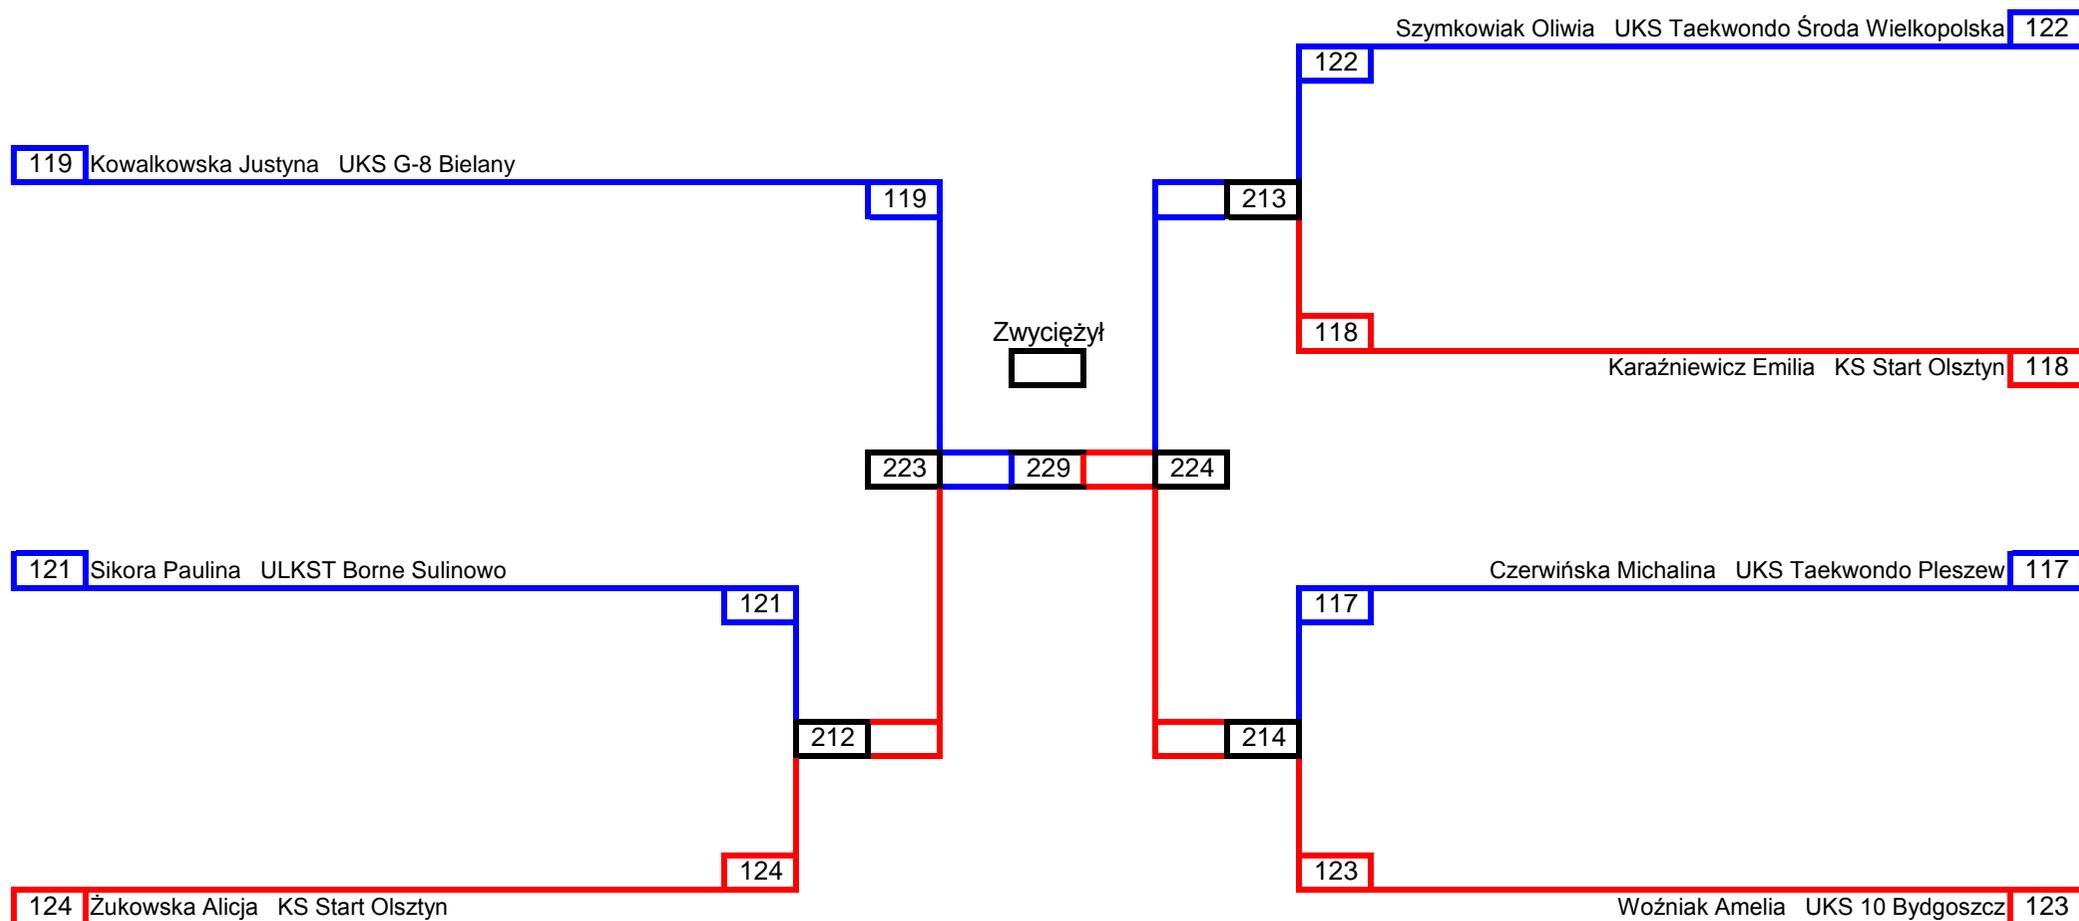 Szymkowiak Oliwia UKS Taekwondo Środa Wielkopolska 122
122
119 Kowalkowska Justyna UKS G-8 Bielany
119
213
Zwyciężył
118
Karaźniewicz Emilia KS Start Olsztyn 118
223 229 224
121 Sikora Paulina ULKST Borne Sulinowo
Czerwińska Michalina UKS Taekwondo Pleszew 117
121
117
212
214
124
123
124 Żukowska Alicja KS Start Olsztyn
Woźniak Amelia UKS 10 Bydgoszcz 123